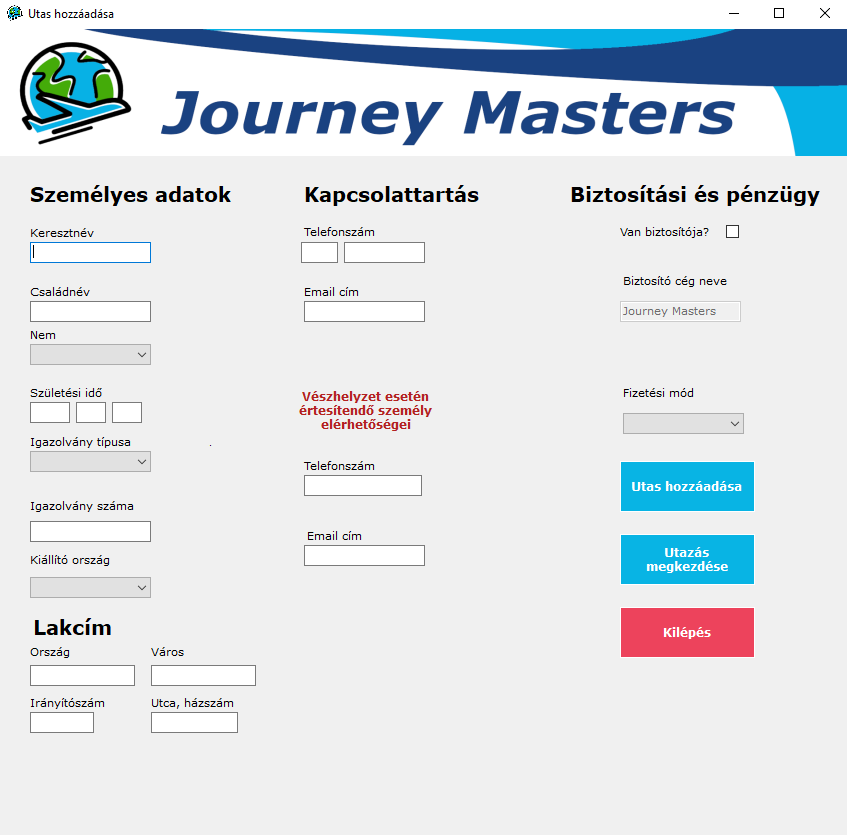 Utas hozzáadása
Journey Masters
Személyes adatok
Keresztnév
Családnév
Nem
Születési idő
Igazolvány típusa
.
Igazolvány száma
Kiállító ország
Lakcím
Ország Város
Irányítószám Utca, házszám
Kapcsolattartás
Telefonszám
Email cím
Vészhelyzet esetén
értesítendő személy
elérhetőségei
Telefonszám
Email cím
Biztosítási és pénzügy
Van biztosítója?
Biztosító cég neve
Journey Masters
Fizetési mód
Utas hozzáadása
Utazás
megkezdése
Kilépés